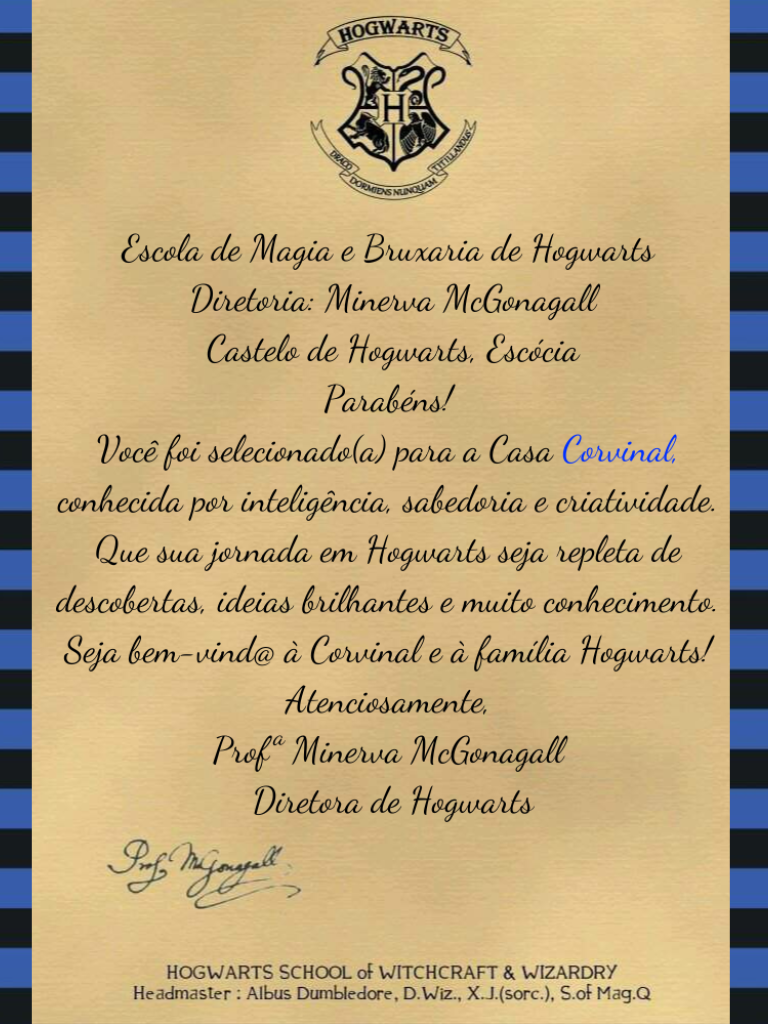 HOGWARTS
H
DRACO DORMIENS NUNQUAM TITILLANDUS
Escola de Magia e Bruxaria de Hogwarts
Diretoria: Minerva McGonagall
Castelo de Hogwarts, Escócia
Parabéns!
Você foi selecionado(a) para a Casa Corvinal,
conhecida por inteligência, sabedoria e criatividade.
Que sua jornada em Hogwarts seja repleta de
descobertas, ideias brilhantes e muito conhecimento.
Seja bem-vind@ à Corvinal e à família Hogwarts!
Atenciosamente,
Profª Minerva McGonagall
Diretora de Hogwarts
Prof. McGonagall
HOGWARTS SCHOOL of WITCHCRAFT & WIZARDRY
Headmaster : Albus Dumbledore, D.Wiz., X.J.(sorc.), S.of Mag.Q